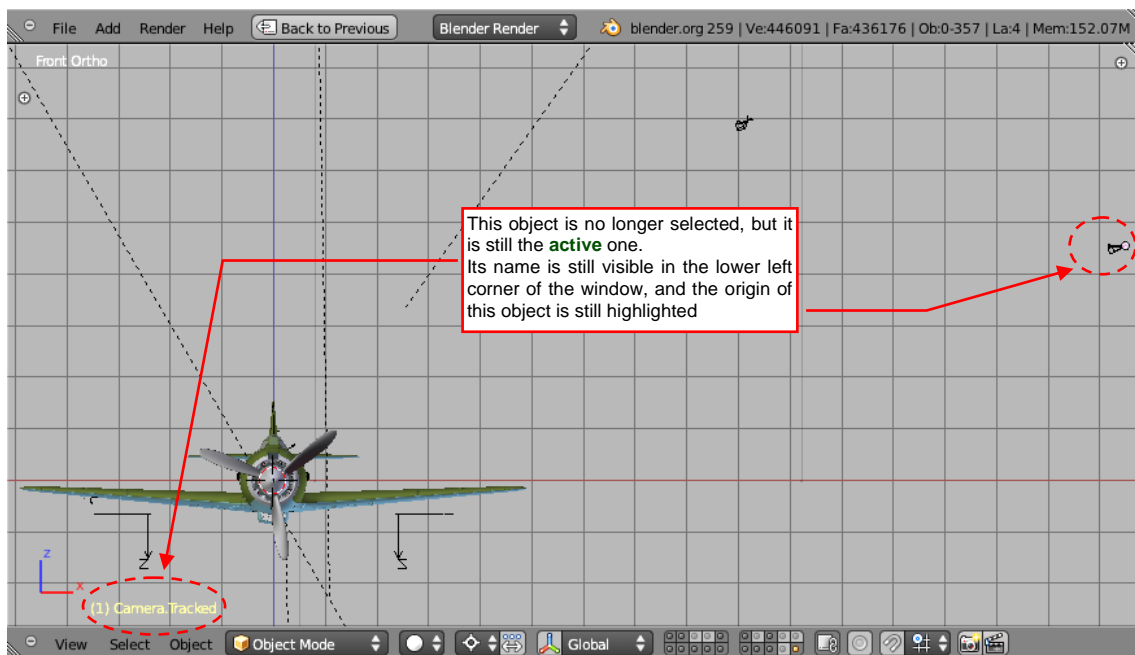 File Add Render Help Back to Previous Blender Render blender.org 259 | Ve:446091 | Fa:436176 | Ob:0-357 | La:4 | Mem:152.07M
Front Ortho
This object is no longer selected, but it
is still the active one.
Its name is still visible in the lower left
corner of the window, and the origin of
this object is still highlighted
z
x
(1) Camera.Tracked
View Select Object Object Mode Global